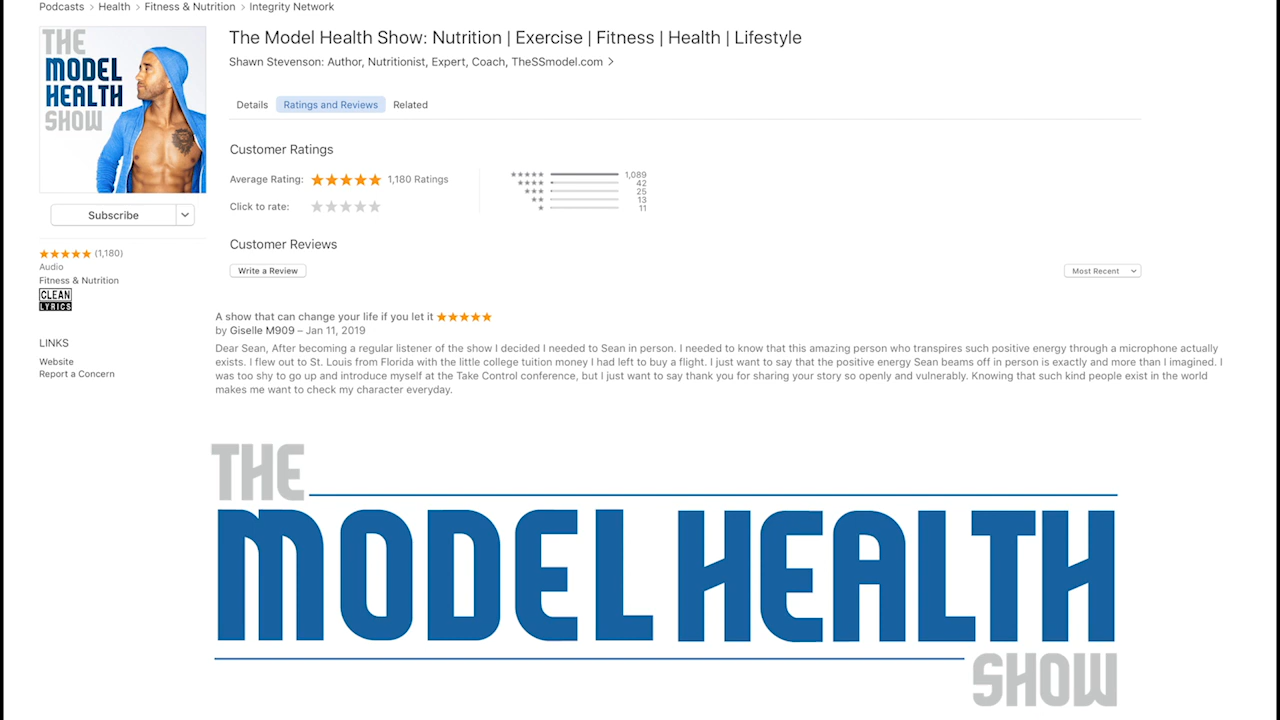 Podcasts > Health > Fitness & Nutrition > Integrity Network
THE
MODEL
HEALTH
SHOW
The Model Health Show: Nutrition | Exercise | Fitness | Health | Lifestyle
Shawn Stevenson: Author, Nutritionist, Expert, Coach, TheSSmodel.com >
Details Ratings and Reviews Related
Customer Ratings
Average Rating: ★★★★★ 1,180 Ratings
Click to rate: ★★★★★
★★★★★ 1,089
★★★★ 42
★★★ 25
★★ 13
★ 11
Subscribe
★★★★★ (1,180)
Audio
Fitness & Nutrition
CLEAN
LYRICS
LINKS
Website
Report a Concern
Customer Reviews
Write a Review
Most Recent
A show that can change your life if you let it ★★★★★
by Giselle M909 – Jan 11, 2019
Dear Sean, After becoming a regular listener of the show I decided I needed to Sean in person. I needed to know that this amazing person who transpires such positive energy through a microphone actually
exists. I flew out to St. Louis from Florida with the little college tuition money I had left to buy a flight. I just want to say that the positive energy Sean beams off in person is exactly and more than I imagined. I
was too shy to go up and introduce myself at the Take Control conference, but I just want to say thank you for sharing your story so openly and vulnerably. Knowing that such kind people exist in the world
makes me want to check my character everyday.
THE
MODEL HEALTH
SHOW